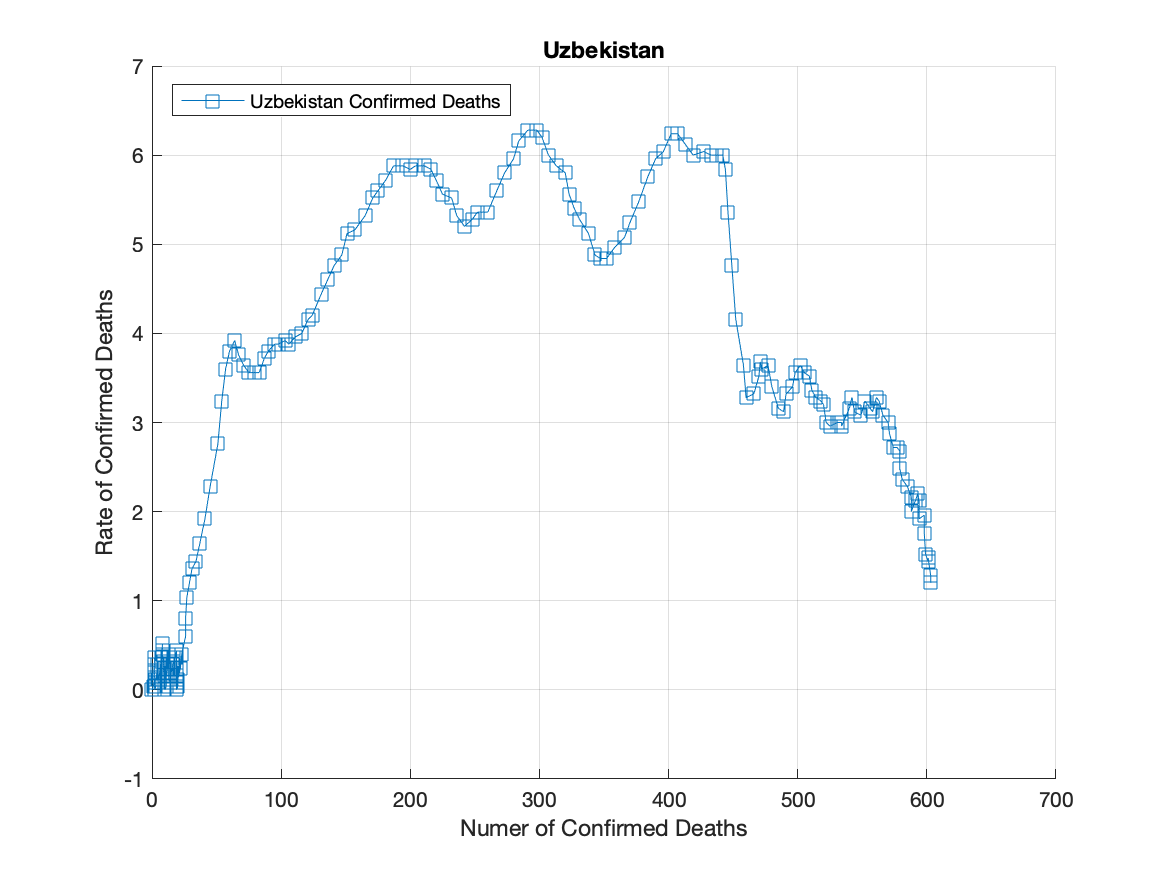 Uzbekistan
Uzbekistan Confirmed Deaths
7
6
5
4
3
2
1
0
-1
Rate of Confirmed Deaths
0 100 200 300 400 500 600 700
Numer of Confirmed Deaths